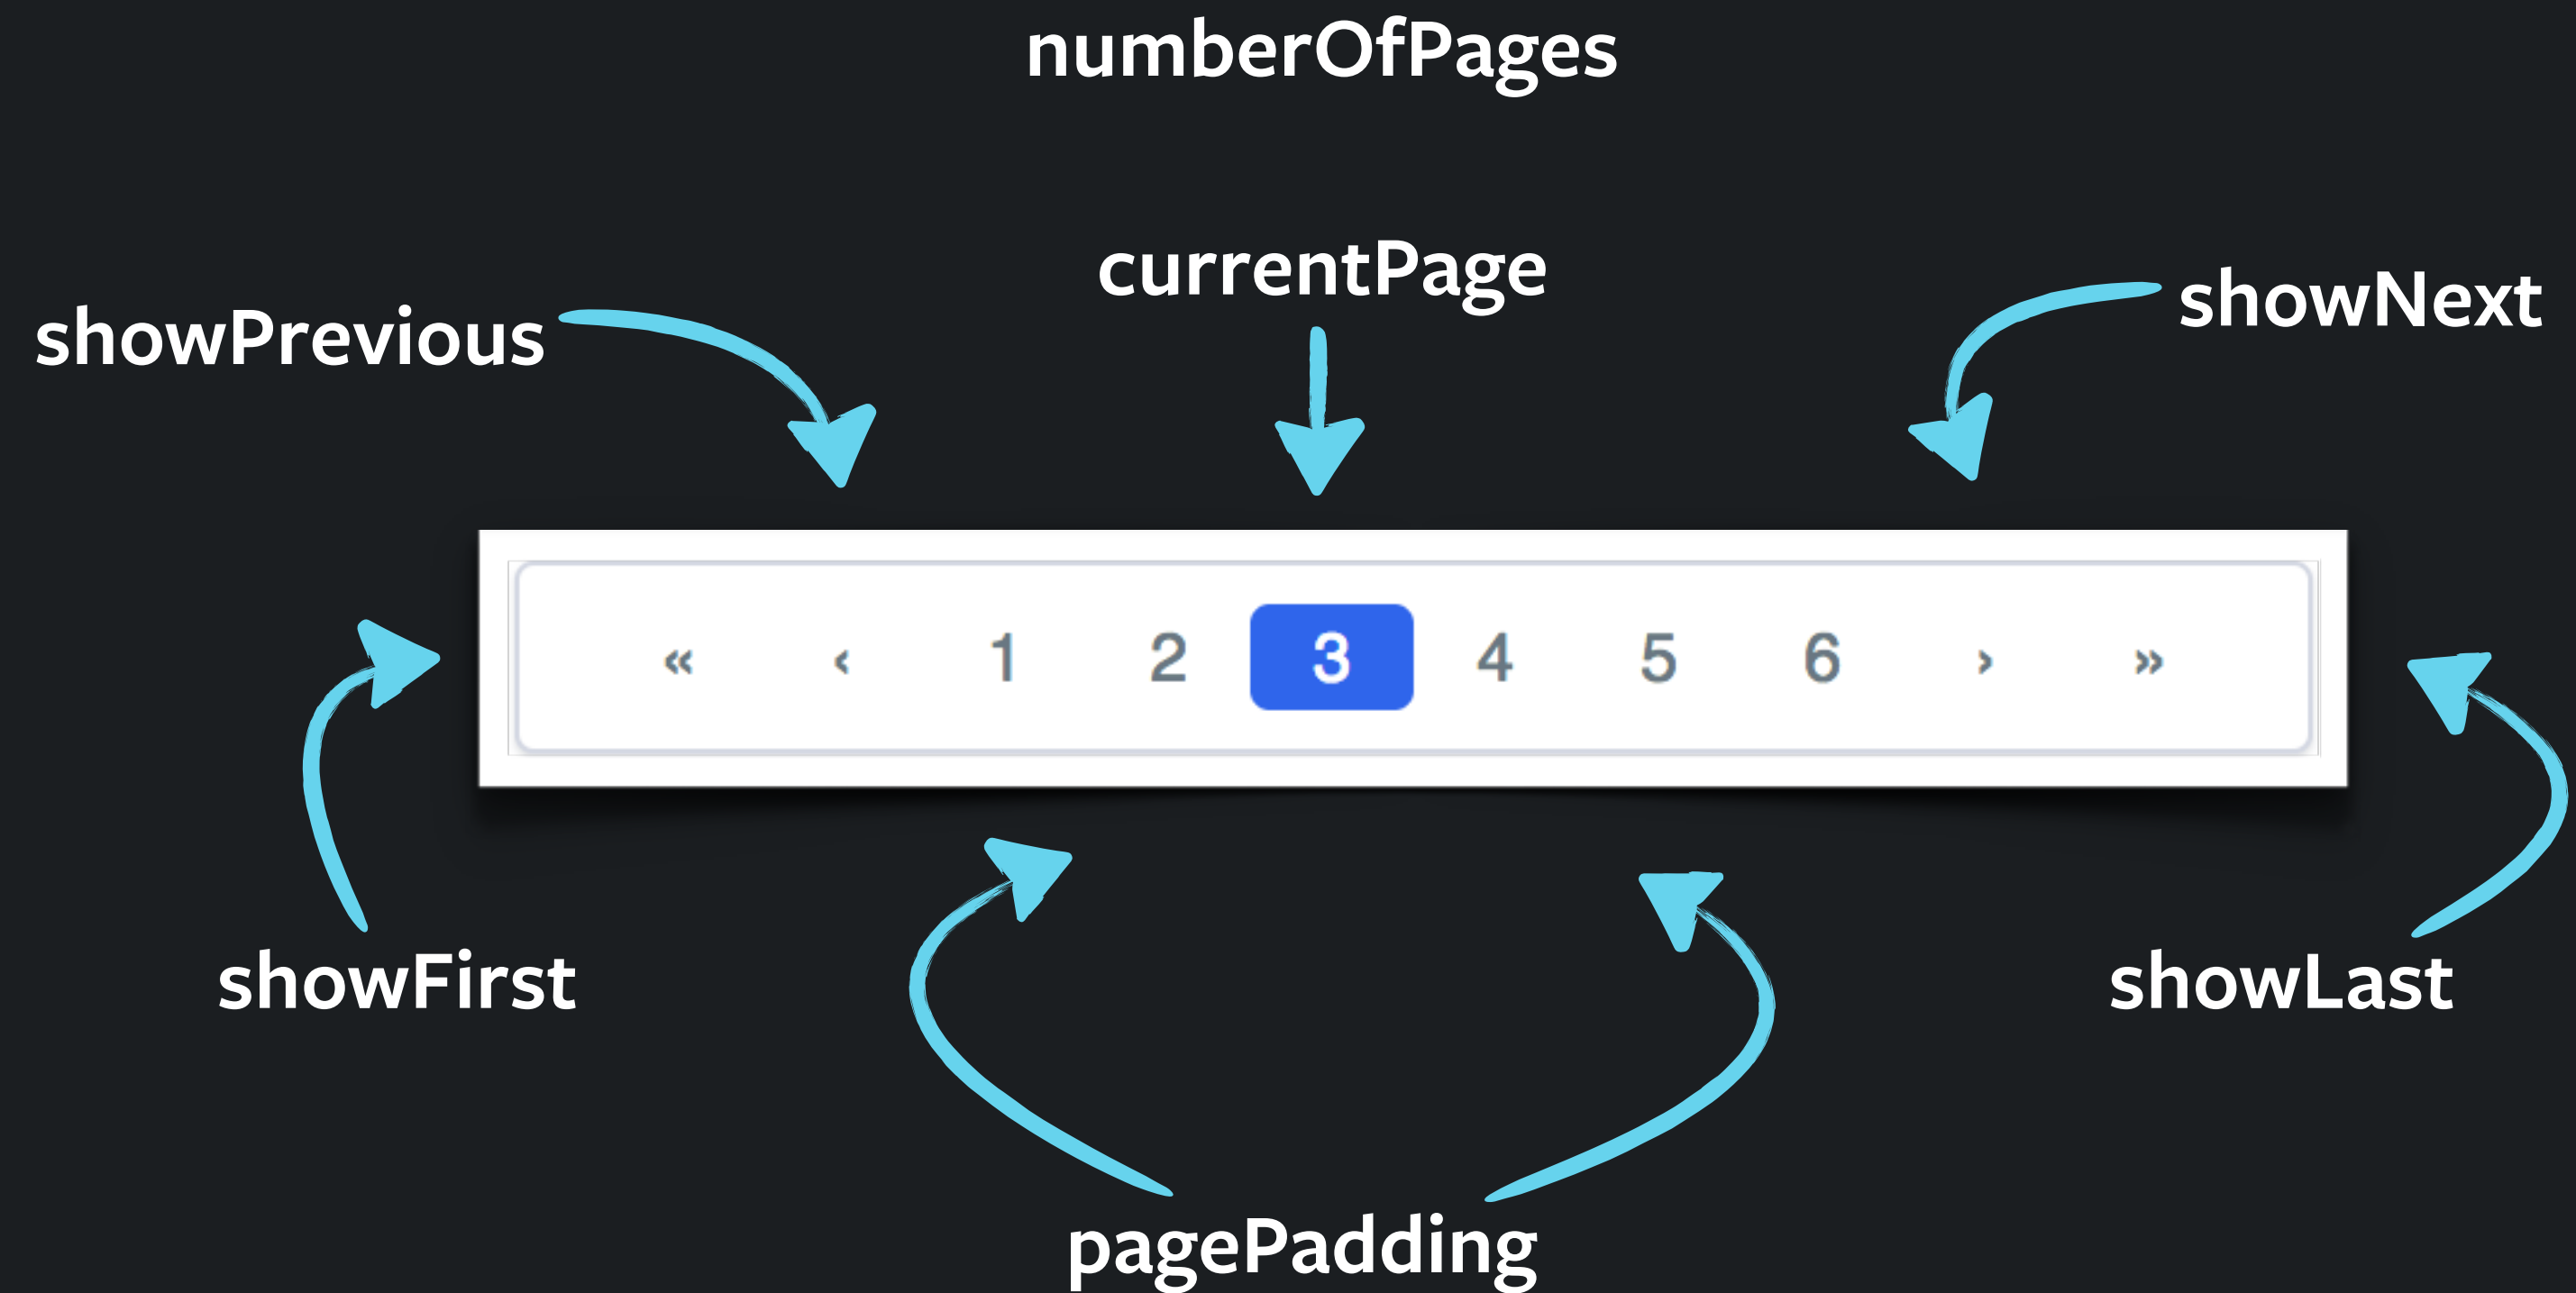 numberOfPages
currentPage
showPrevious
showNext
« ‹ 1 2 3 4 5 6 › »
showFirst
showLast
pagePadding